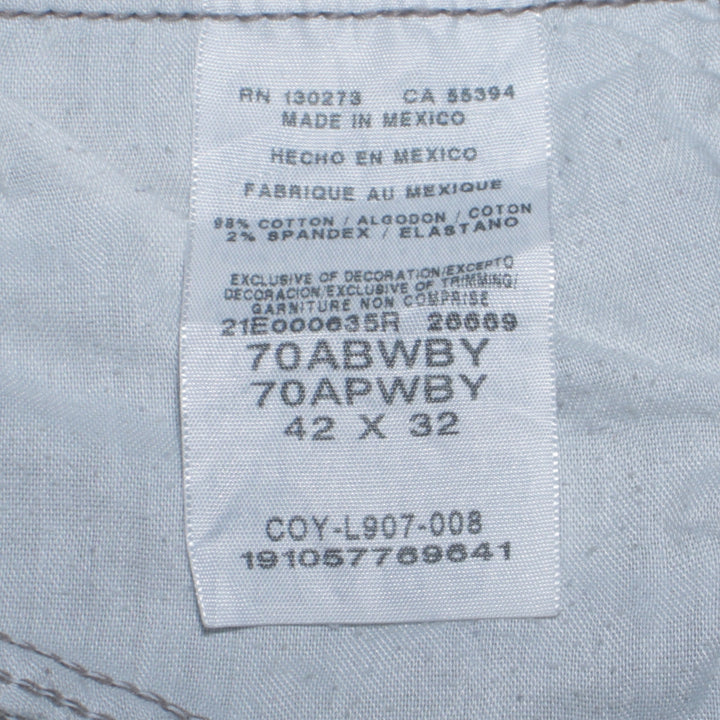 RN 130273 CA 55394
MADE IN MEXICO
HECHO EN MEXICO
FABRIQUE AU MEXIQUE
98% COTTON / ALGODON / COTON
2% SPANDEX / ELASTANO
EXCLUSIVE OF DECORATION/EXCEPTO
DECORACION/EXCLUSIVE OF TRIMMING/
GARNITURE NON COMPRISE
21E000635R 26669
70ABWBY
70APWBY
42 X 32
COY-L907-008
191057769641